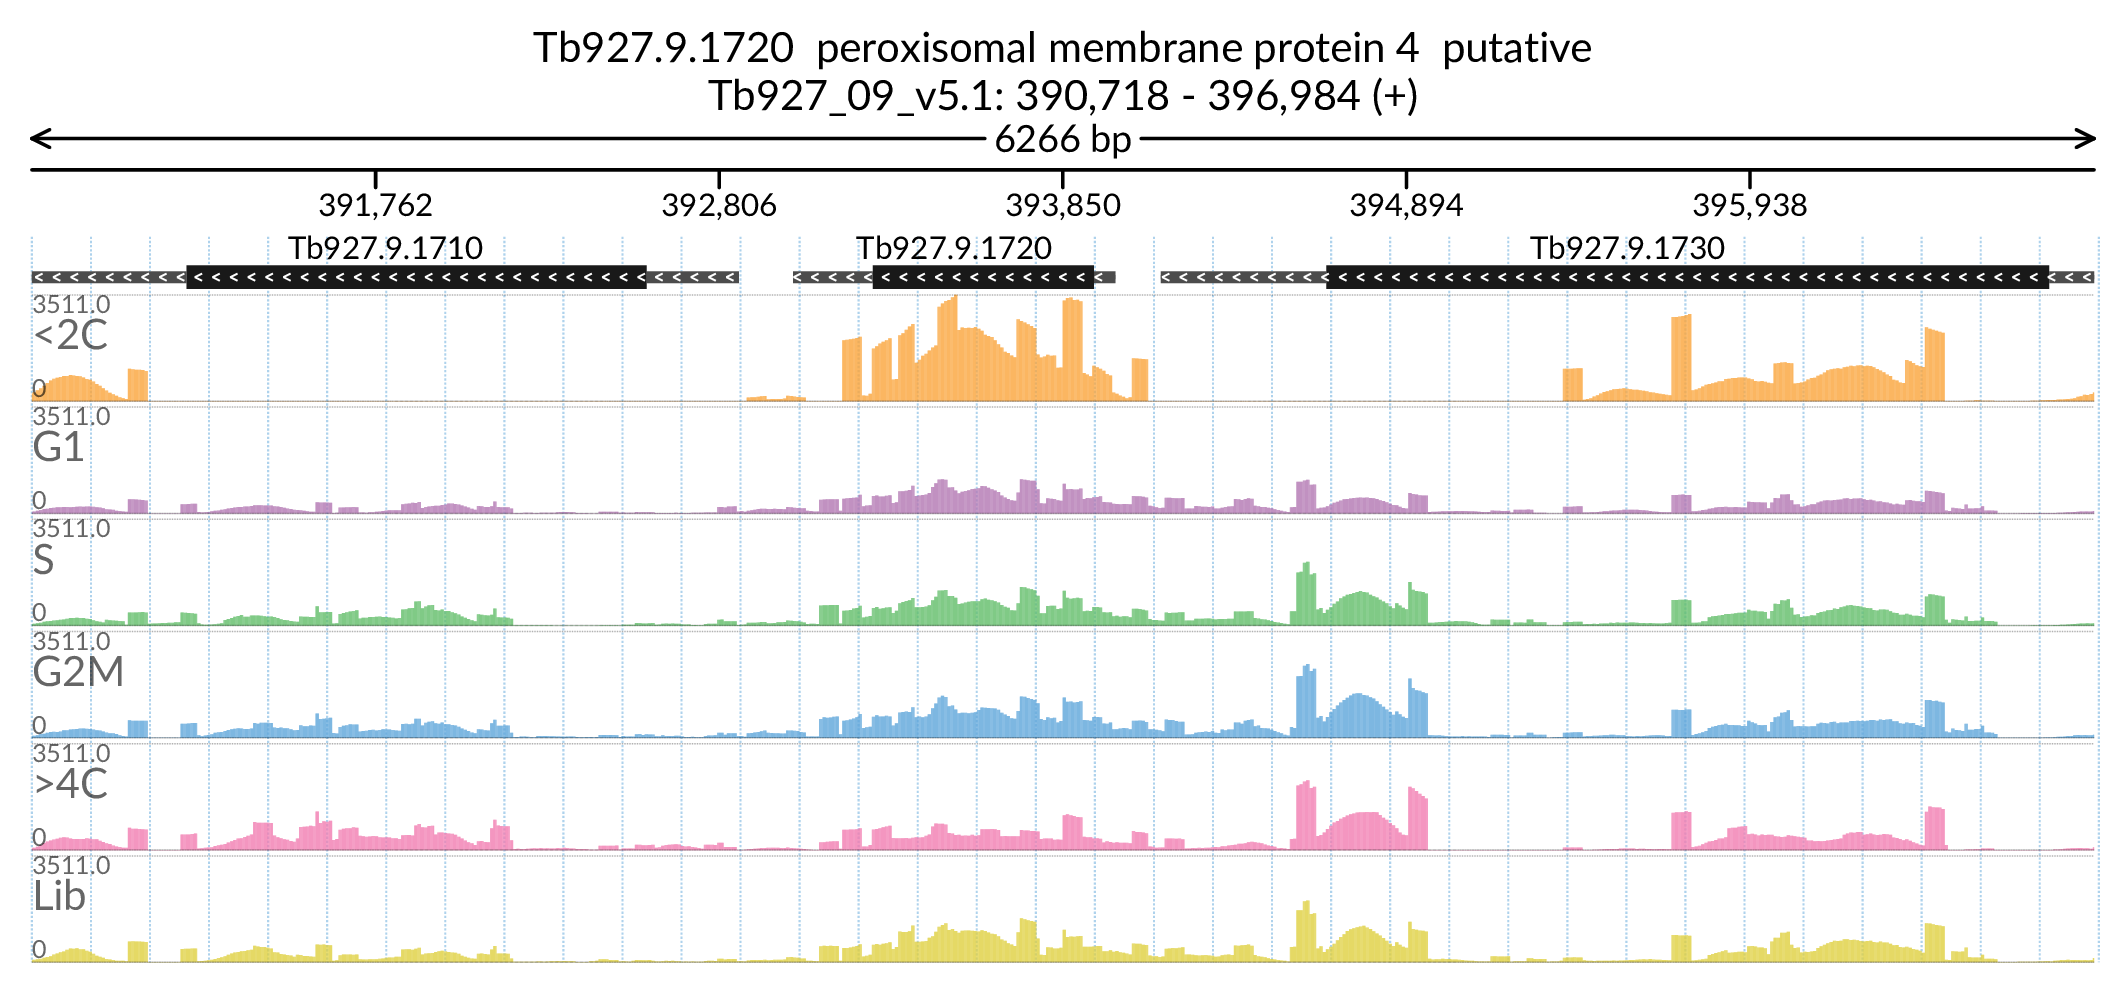 Tb927.9.1720 peroxisomal membrane protein 4 putative
Tb927_09_v5.1: 390,718 - 396,984 (+)
6266 bp
391,762 392,806 393,850 394,894 395,938
Tb927.9.1710 Tb927.9.1720 Tb927.9.1730
3511.0
<2C
0
3511.0
G1
0
3511.0
S
0
3511.0
G2M
0
3511.0
>4C
0
3511.0
Lib
0